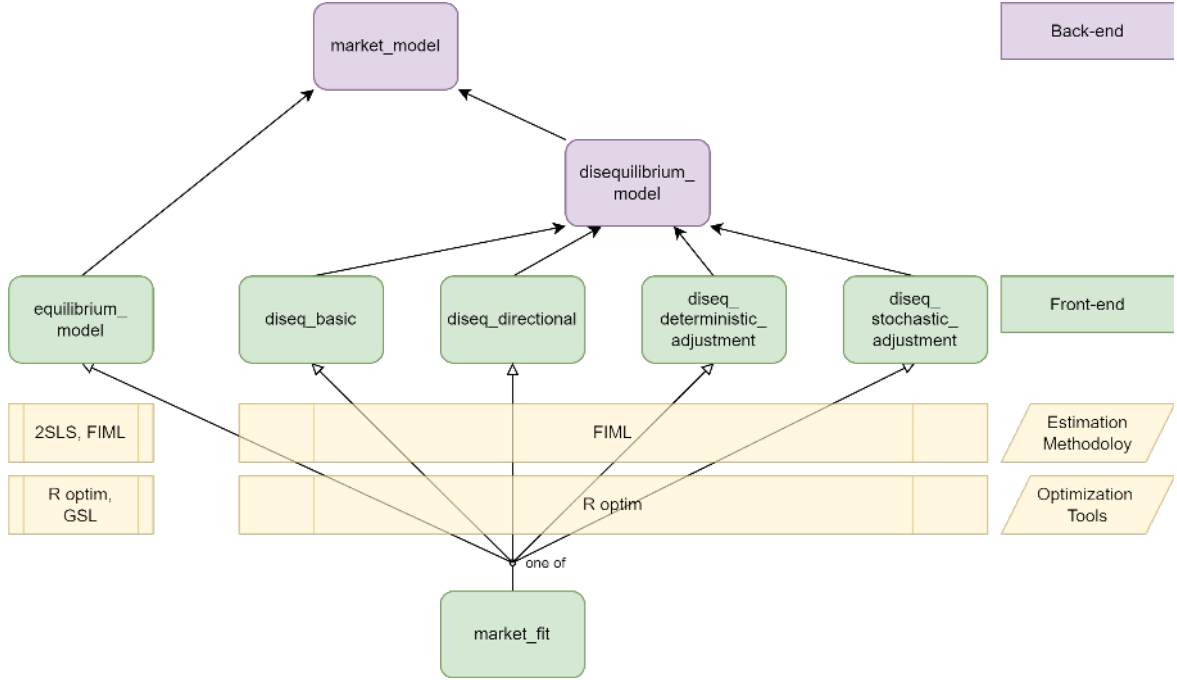 market_model
Back-end
disequilibrium_
model
equilibrium_
model
diseq_basic
diseq_directional
diseq_
deterministic_
adjustment
diseq_
stochastic_
adjustment
Front-end
2SLS, FIML
FIML
Estimation
Methodoloy
R optim,
GSL
R optim
Optimization
Tools
one of
market_fit